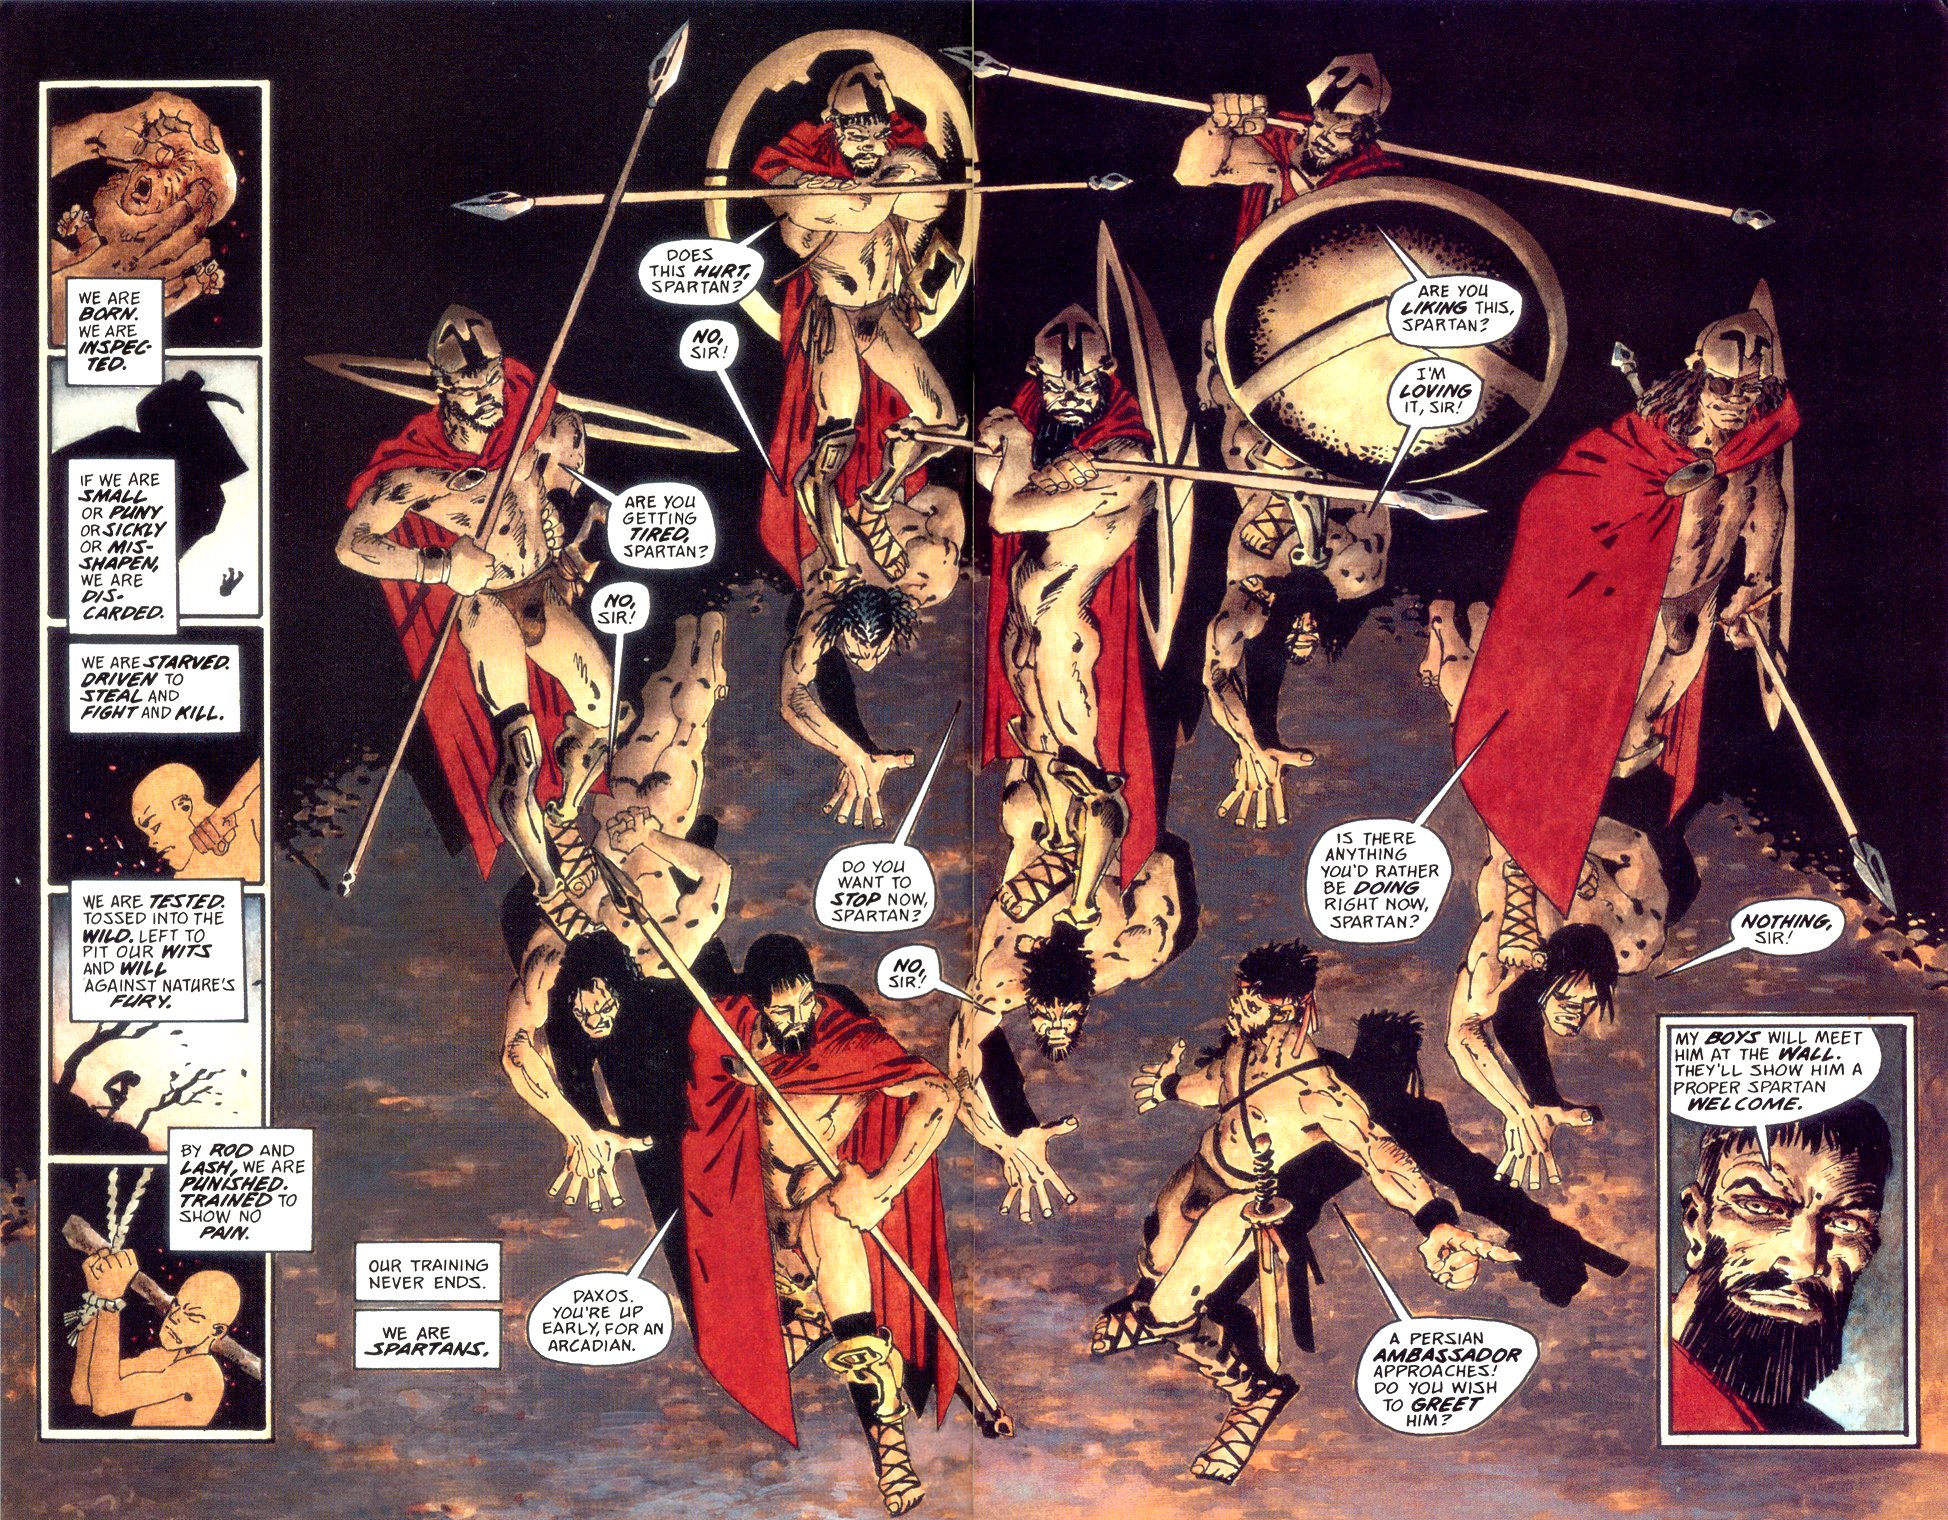 WE ARE
BORN.
WE ARE
INSPEC-
TED.
IF WE ARE
SMALL
OR PUNY
OR SICKLY
OR MIS-
SHAPEN,
WE ARE
DIS-
CARDED.
WE ARE STARVED.
DRIVEN TO
STEAL AND
FIGHT AND KILL.
WE ARE TESTED.
TOSSED INTO THE
WILD. LEFT TO
PIT OUR WITS
AND WILL
AGAINST NATURE'S
FURY.
BY ROD AND
LASH, WE ARE
PUNISHED.
TRAINED TO
SHOW NO
PAIN.
OUR TRAINING
NEVER ENDS.
WE ARE
SPARTANS.
ARE YOU
GETTING
TIRED,
SPARTAN?
NO,
SIR!
DOES
THIS HURT,
SPARTAN?
NO,
SIR!
DO YOU
WANT TO
STOP NOW,
SPARTAN?
NO,
SIR!
ARE YOU
LIKING THIS,
SPARTAN?
I'M
LOVING
IT, SIR!
IS THERE
ANYTHING
YOU'D RATHER
BE DOING
RIGHT NOW,
SPARTAN?
NOTHING,
SIR!
DAXOS.
YOU'RE UP
EARLY, FOR AN
ARCADIAN.
A PERSIAN
AMBASSADOR
APPROACHES!
DO YOU WISH
TO GREET
HIM?
MY BOYS WILL MEET
HIM AT THE WALL.
THEY'LL SHOW HIM A
PROPER SPARTAN
WELCOME.